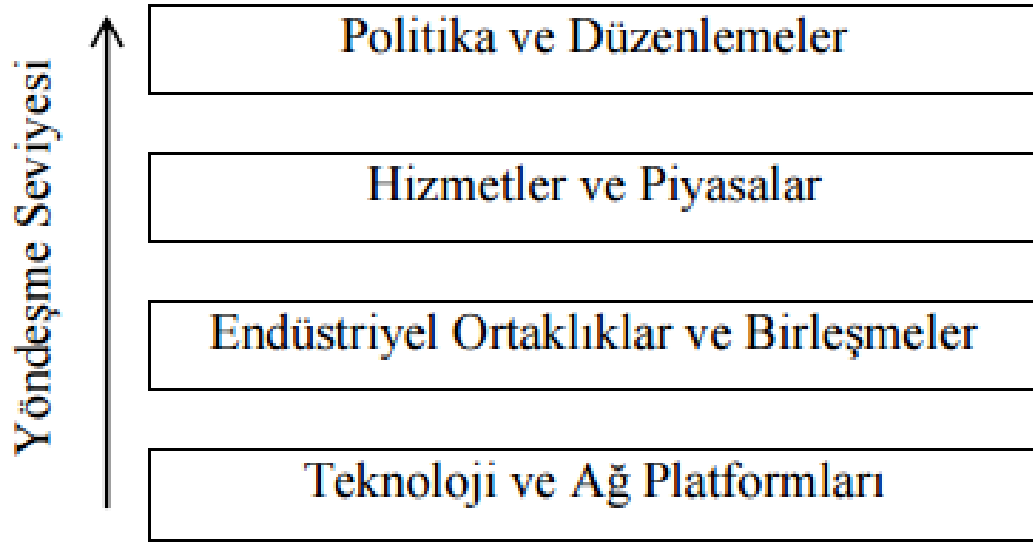 Yöndeşme Seviyesi
Politika ve Düzenlemeler
Hizmetler ve Piyasalar
Endüstriyel Ortaklıklar ve Birleşmeler
Teknoloji ve Ağ Platformları